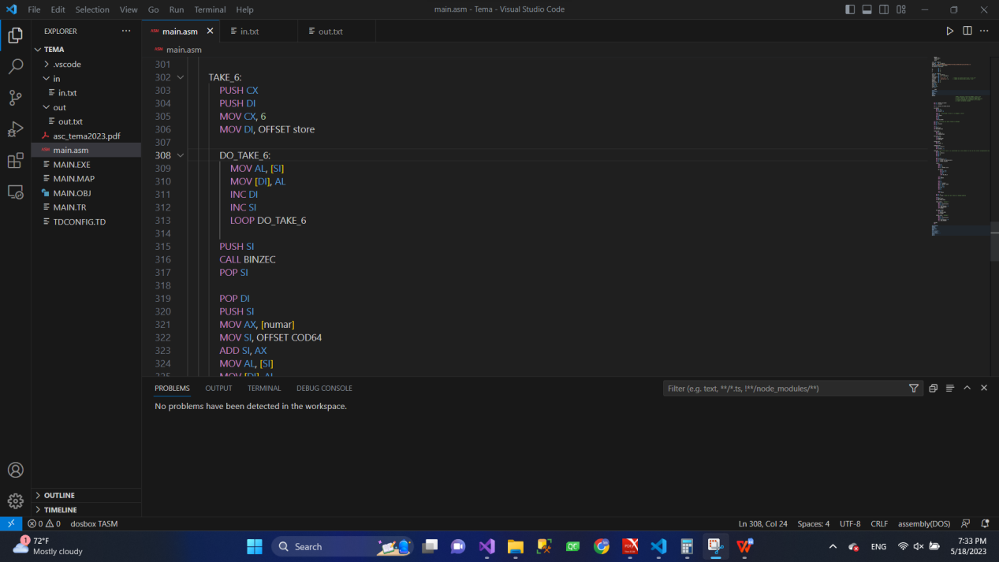 File Edit Selection View Go Run Terminal Help
main.asm - Tema - Visual Studio Code
EXPLORER
TEMA
.vscode
in
in.txt
out
out.txt
asc_tema2023.pdf
ASM main.asm
MAIN.EXE
MAIN.MAP
MAIN.OBJ
MAIN.TR
TDCONFIG.TD
OUTLINE
TIMELINE
ASM main.asm in.txt out.txt
ASM main.asm
301
302 TAKE_6:
303 PUSH CX
304 PUSH DI
305 MOV CX, 6
306 MOV DI, OFFSET store
307
308 DO_TAKE_6:
309 MOV AL, [SI]
310 MOV [DI], AL
311 INC DI
312 INC SI
313 LOOP DO_TAKE_6
314
315 PUSH SI
316 CALL BINZEC
317 POP SI
318
319 POP DI
320 PUSH SI
321 MOV AX, [numar]
322 MOV SI, OFFSET COD64
323 ADD SI, AX
324 MOV AL, [SI]
325 MOV [DI], AL
PROBLEMS OUTPUT TERMINAL DEBUG CONSOLE
Filter (e.g. text, **/*.ts, !**/node_modules/**)
No problems have been detected in the workspace.
0 0 dosbox TASM
Ln 308, Col 24 Spaces: 4 UTF-8 CRLF assembly(DOS)
1
72°F
Mostly cloudy
Search
QC
ENG
7:33 PM
5/18/2023